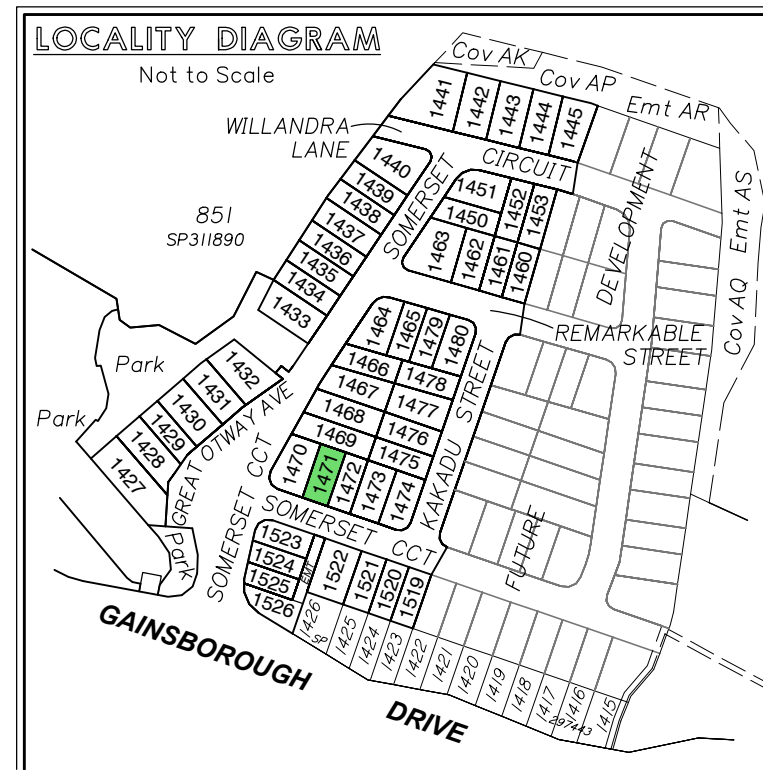 LOCALITY DIAGRAM
Not to Scale
Cov AK
Cov AP
Emt AR
Cov AQ Emt AS
1441
1442
1443
1444
1445
WILLANDRA
LANE
CIRCUIT
SOMERSET
1440
1439
1438
1437
1436
1435
1434
1433
851
SP311890
1451
1452
1453
1450
1463
1462
1461
1460
DEVELOPMENT
REMARKABLE
STREET
1464
1465
1479
1480
1466
1478
1467
1477
1468
1476
1469
1475
1470
1471
1472
1473
1474
KAKADU STREET
Park
Park
1432
1431
1430
1429
1428
1427
GREAT OTWAY AVE
SOMERSET CCT
SOMERSET CCT
Park
FUTURE
1523
1524
1525
1526
EMT
1522
1521
1520
1519
1426
SP
1425
1424
1423
1422
1421
1420
1419
1418
1417
1416
1415
297443
GAINSBOROUGH
DRIVE